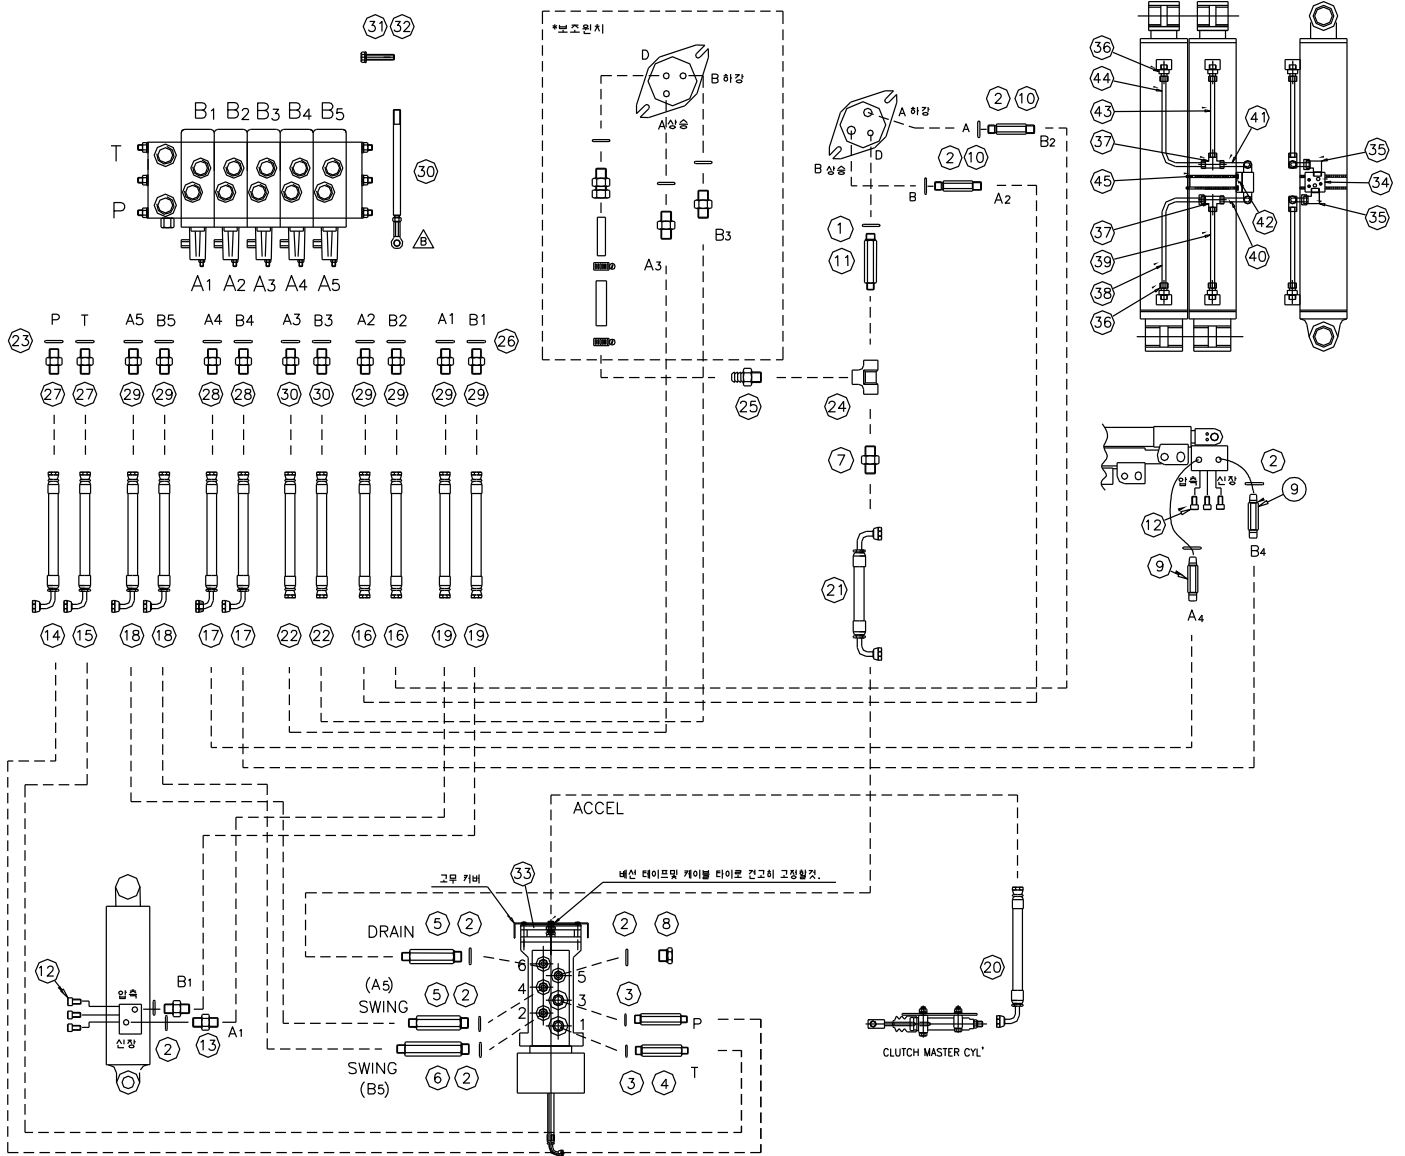 31 32
*보조윈치
D
B 하강
A 상승
A3
B3
B1 B2 B3 B4 B5
T
P
30
B
A1 A2 A3 A4 A5
A 하강
D
B 상승
2 10
A
B2
2 10
B
A2
1
11
36
44
43
41
37
45
42
37
40
39
38
36
35
34
35
P T A5 B5 A4 B4 A3 B3 A2 B2 A1 B1
23
26
27 27 29 29 28 28 30 30 29 29 29 29
25
24
7
21
압축
신장
2
9
12
B4
9
A4
14 15 18 18 17 17 22 22 16 16 19 19
ACCEL
고무 커버
33
배선 테이프및 케이블 타이로 견고히 고정할것.
DRAIN
5 2
2 8
6
5
(A5)
SWING
5 2
4
3
3
P
2
1
SWING
(B5)
6 2
3 4
T
12
압축
신장
B1
A1
2
13
20
CLUTCH MASTER CYL'